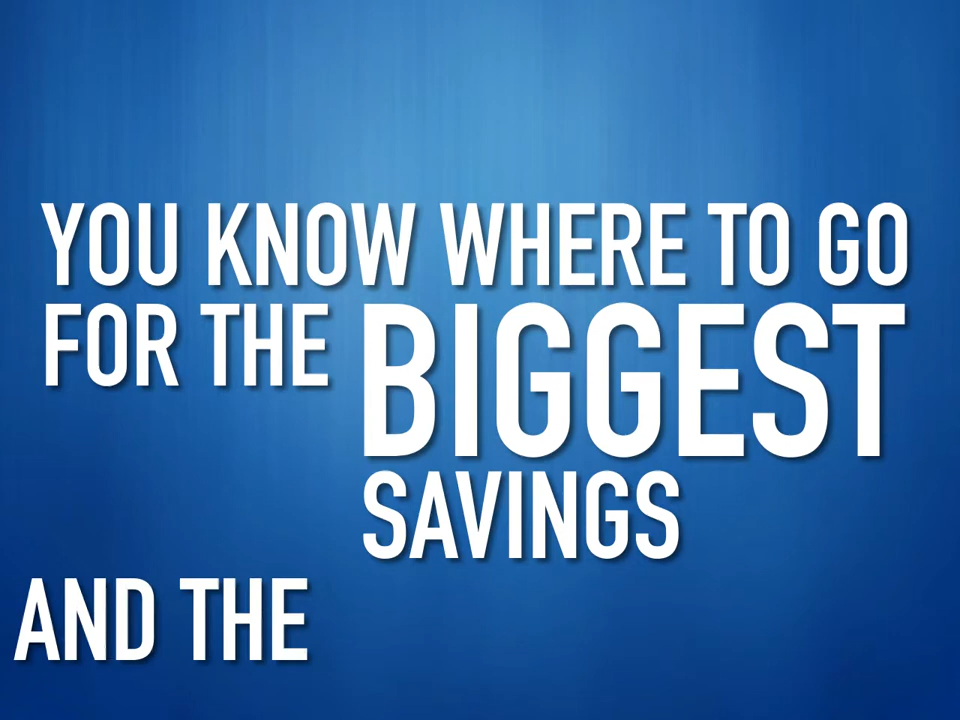 YOU KNOW WHERE TO GO
FOR THE BIGGEST
SAVINGS
AND THE